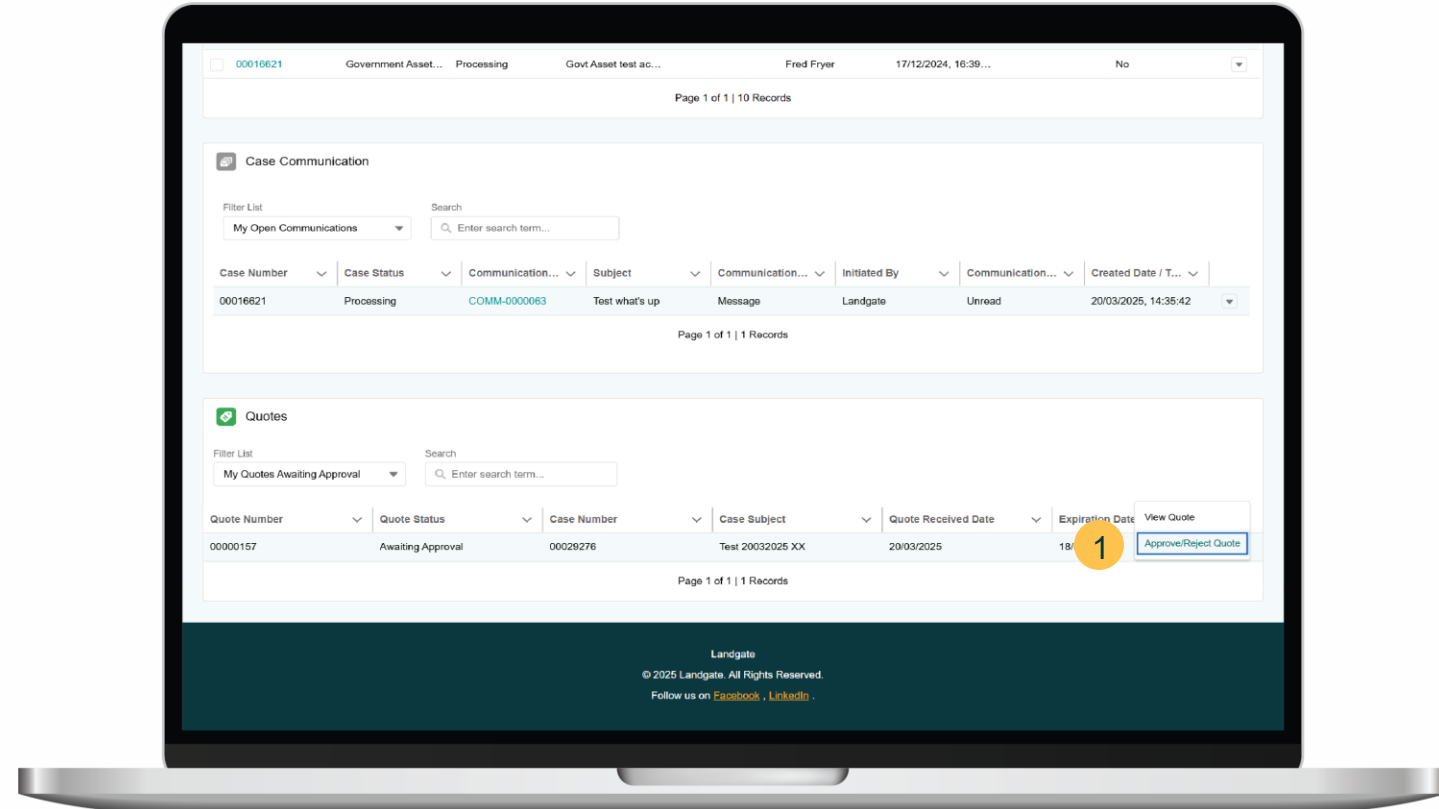 00016621 Government Asset... Processing Govt Asset test ac... Fred Fryer 17/12/2024, 16:39... No
Page 1 of 1 | 10 Records
Case Communication
Filter List Search
My Open Communications Enter search term...
Case Number Case Status Communication... Subject Communication... Initiated By Communication... Created Date / T...
00016621 Processing COMM-0000063 Test what's up Message Landgate Unread 20/03/2025, 14:35:42
Page 1 of 1 | 1 Records
Quotes
Filter List Search
My Quotes Awaiting Approval Enter search term...
Quote Number Quote Status Case Number Case Subject Quote Received Date Expiration Date View Quote
00000157 Awaiting Approval 00029276 Test 20032025 XX 20/03/2025 18/ 1 Approve/Reject Quote
Page 1 of 1 | 1 Records
Landgate
© 2025 Landgate. All Rights Reserved.
Follow us on Facebook , LinkedIn .